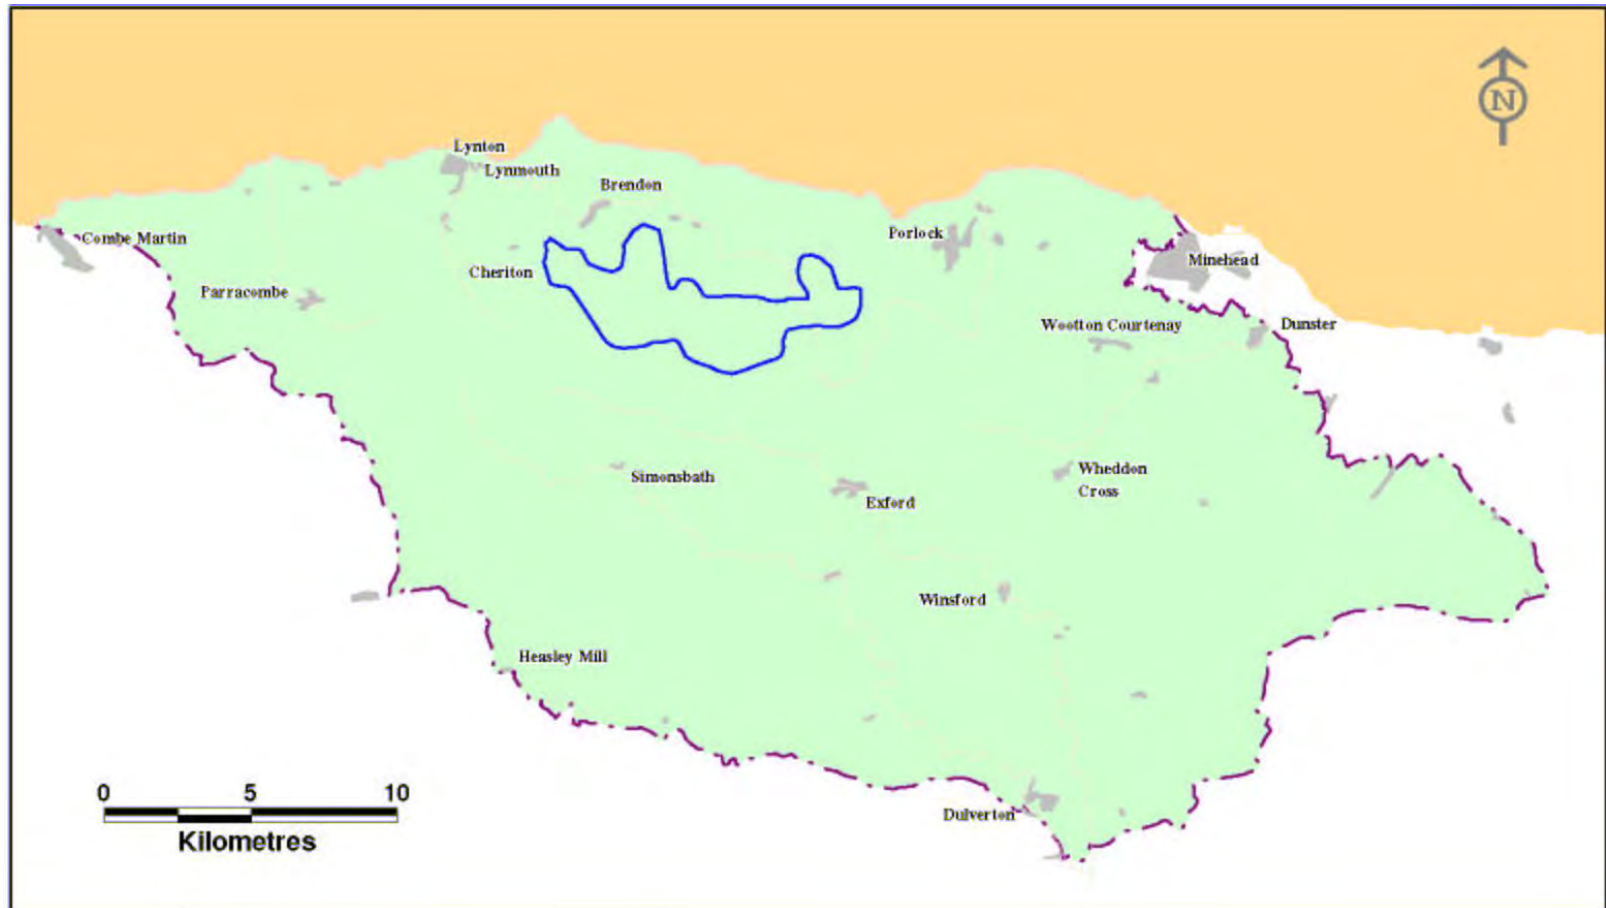 N
Lynton
Lynmouth
Brendon
Combe Martin
Porlock
Minehead
Cheriton
Parracombe
Wootton Courtenay
Dunster
Simonsbath
Exford
Wheddon
Cross
Winsford
Heasley Mill
Dulverton
0 5 10
Kilometres